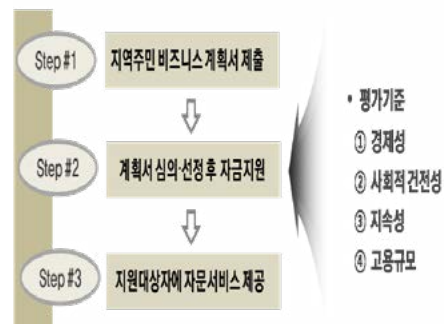 Step #1
지역주민 비즈니스 계획서 제출
Step #2
계획서 심의·선정 후 자금지원
Step #3
지원대상자에 자문서비스 제공
• 평가기준
① 경제성
② 사회적 건전성
③ 지속성
④ 고용규모